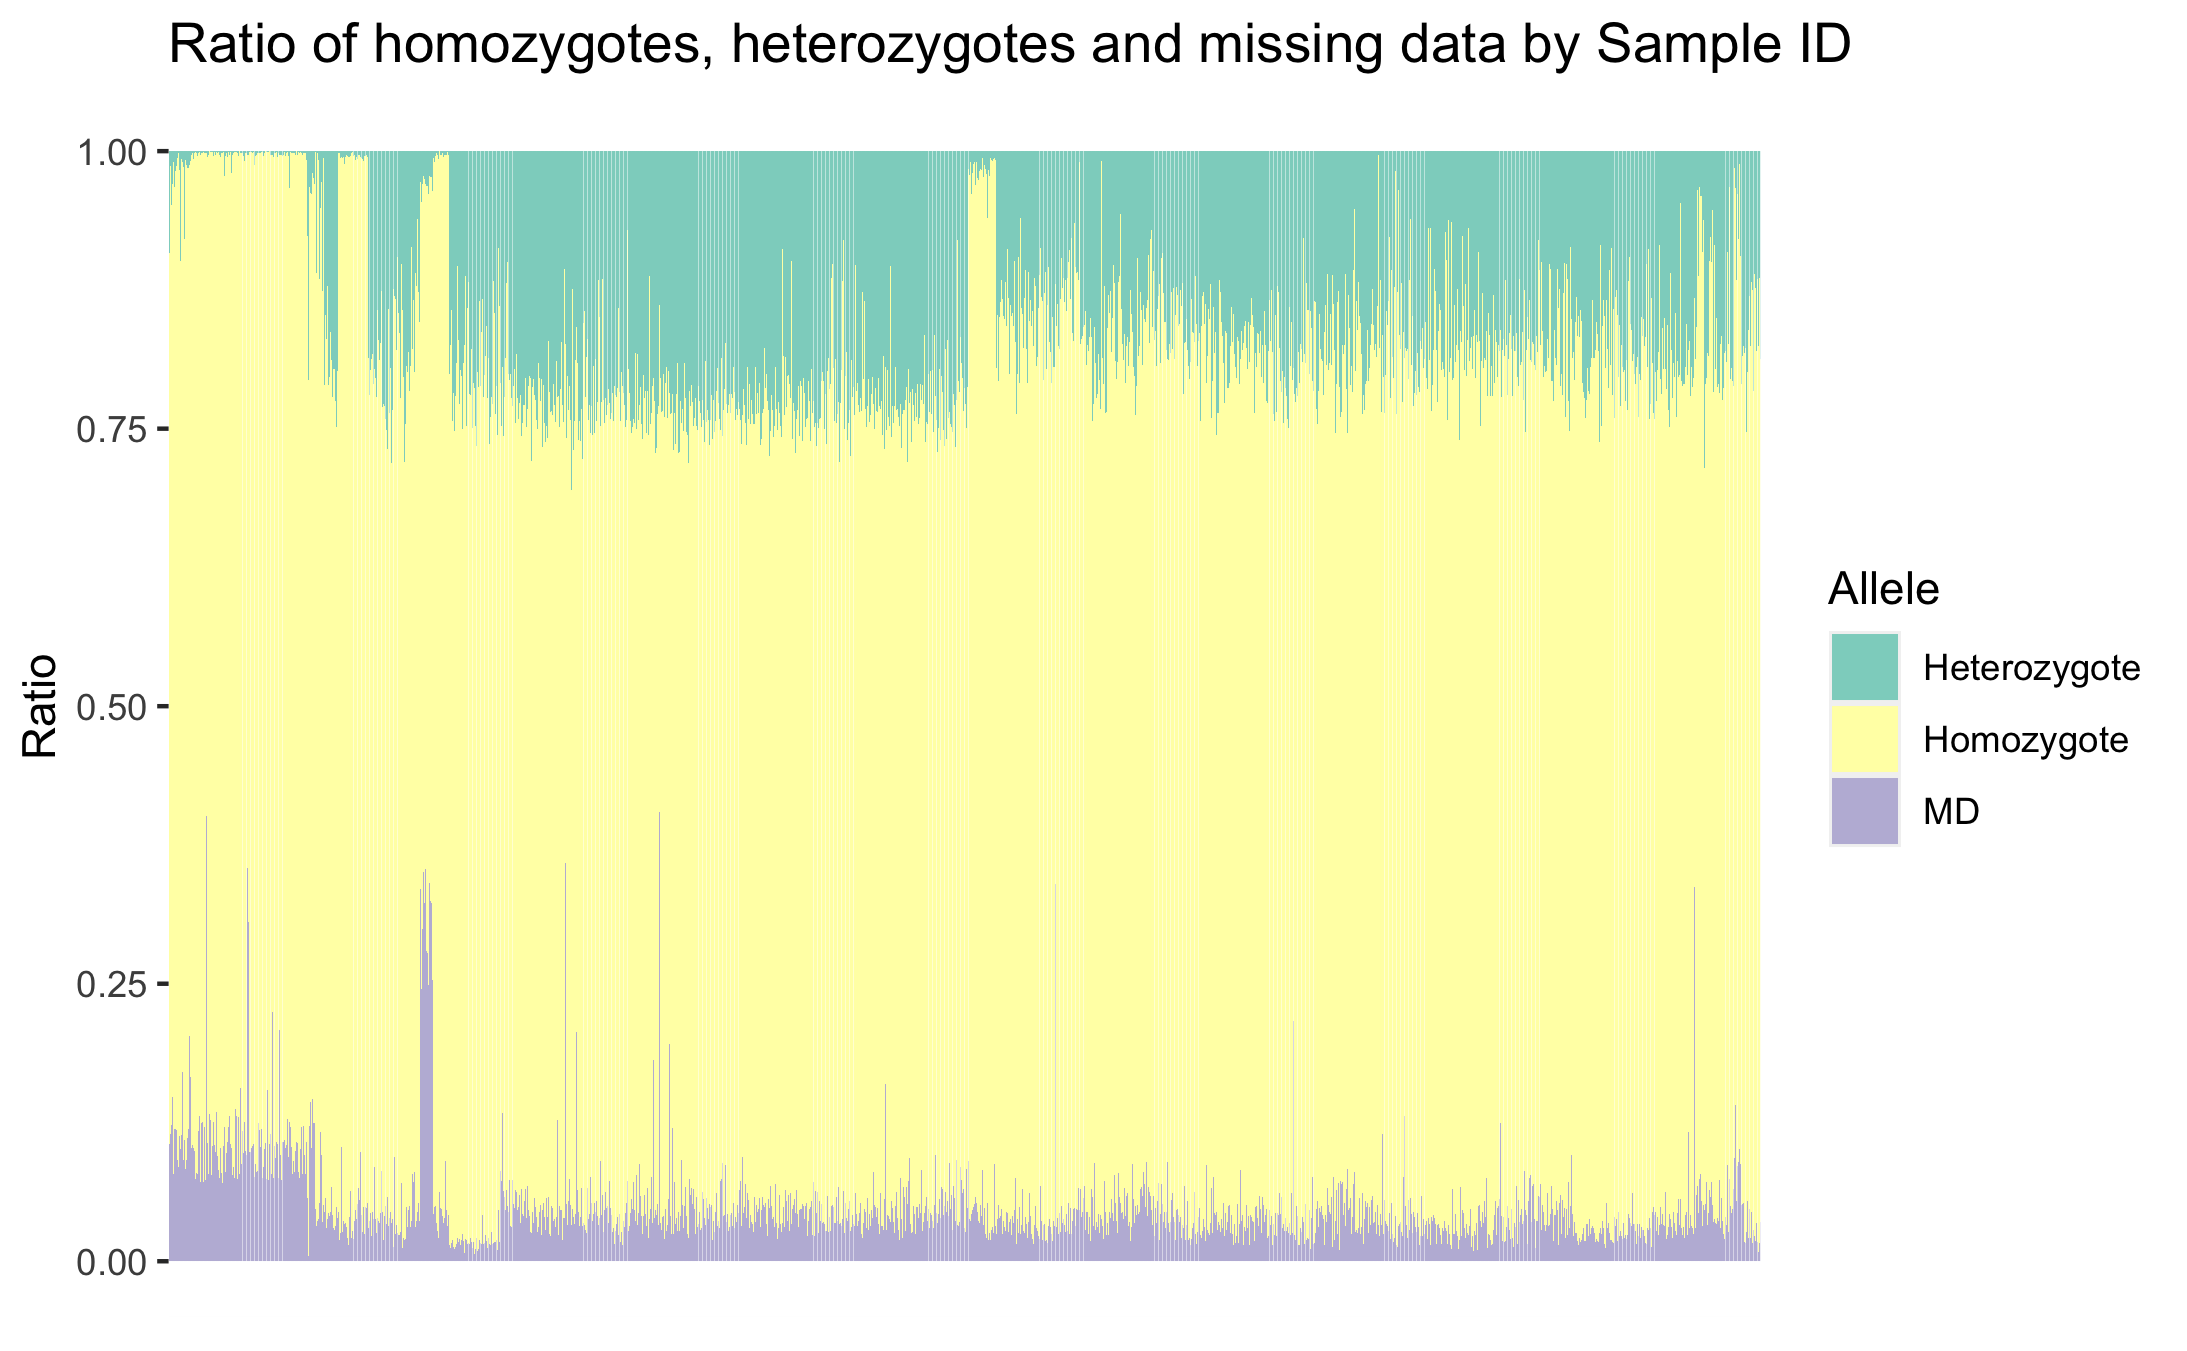 Ratio of homozygotes, heterozygotes and missing data by Sample ID
1.00
0.75
0.50
0.25
0.00
Ratio
Allele
Heterozygote
Homozygote
MD